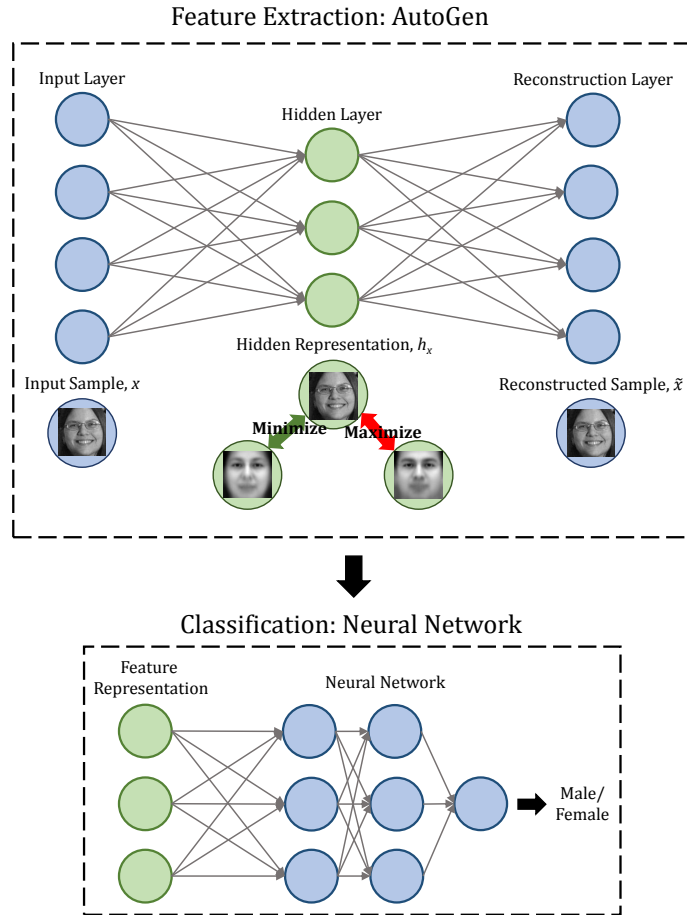 Feature Extraction: AutoGen
Input Layer
Hidden Layer
Reconstruction Layer
Hidden Representation, hₓ
Input Sample, x
Reconstructed Sample, x̃
Minimize
Maximize
Classification: Neural Network
Feature
Representation
Neural Network
Male/
Female